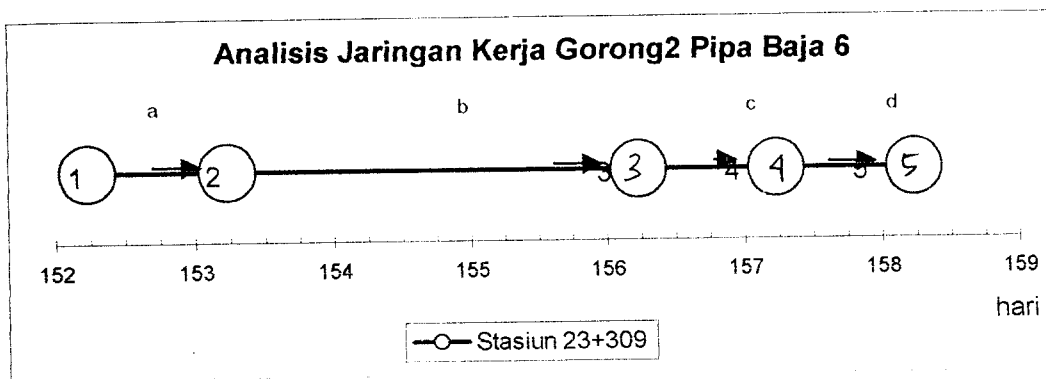 Analisis Jaringan Kerja Gorong2 Pipa Baja 6
a b c d
1 2 3 3 4 4 5 5
152 153 154 155 156 157 158 159
hari
Stasiun 23+309